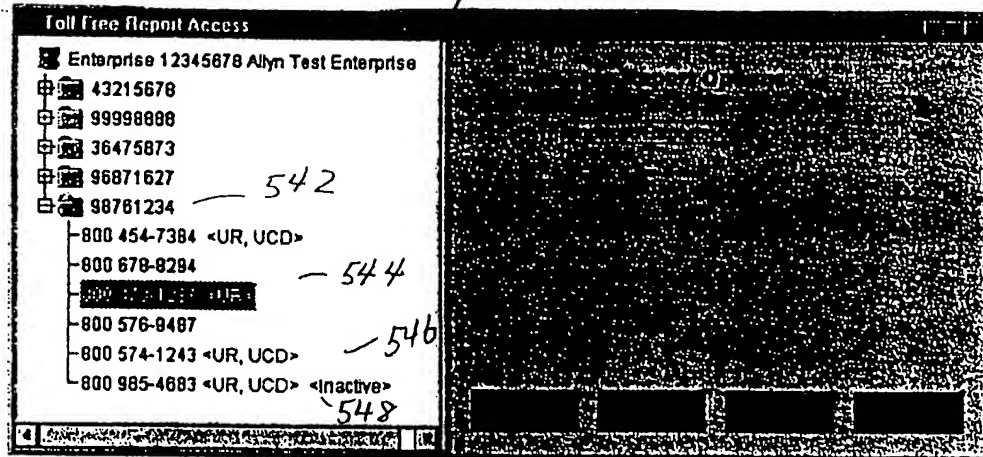 Toll Free Report Access
Enterprise 12345678 Allyn Test Enterprise
43215678
99998888
36475873
96871627
98761234
542
800 454-7384 <UR, UCD>
800 678-8294
544
800 576-9487
800 574-1243 <UR, UCD>
546
800 985-4683 <UR, UCD> <Inactive>
548